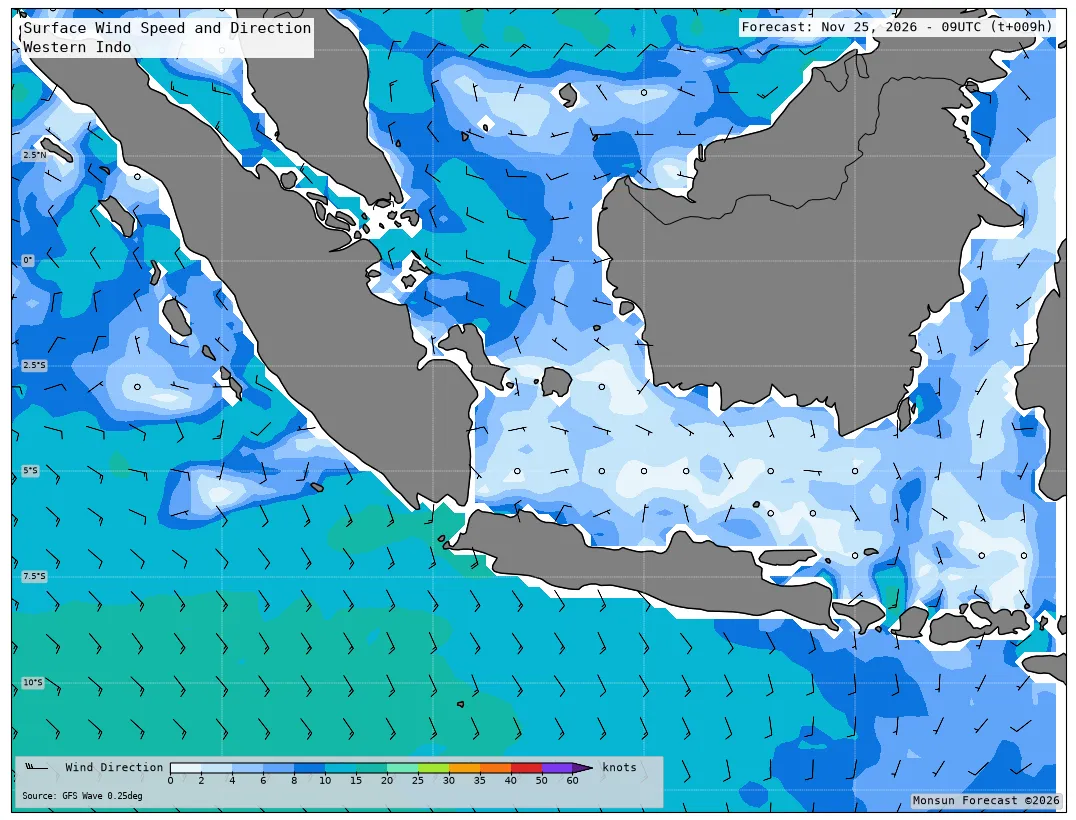 Surface Wind Speed and Direction
Western Indo
Forecast: Nov 25, 2026 - 09UTC (t+009h)
2.5°N
0°
2.5°S
5°S
7.5°S
10°S
Wind Direction
0 2 4 6 8 10 15 20 25 30 35 40 50 60
knots
Source: GFS Wave 0.25deg
Monsun Forecast ©2026